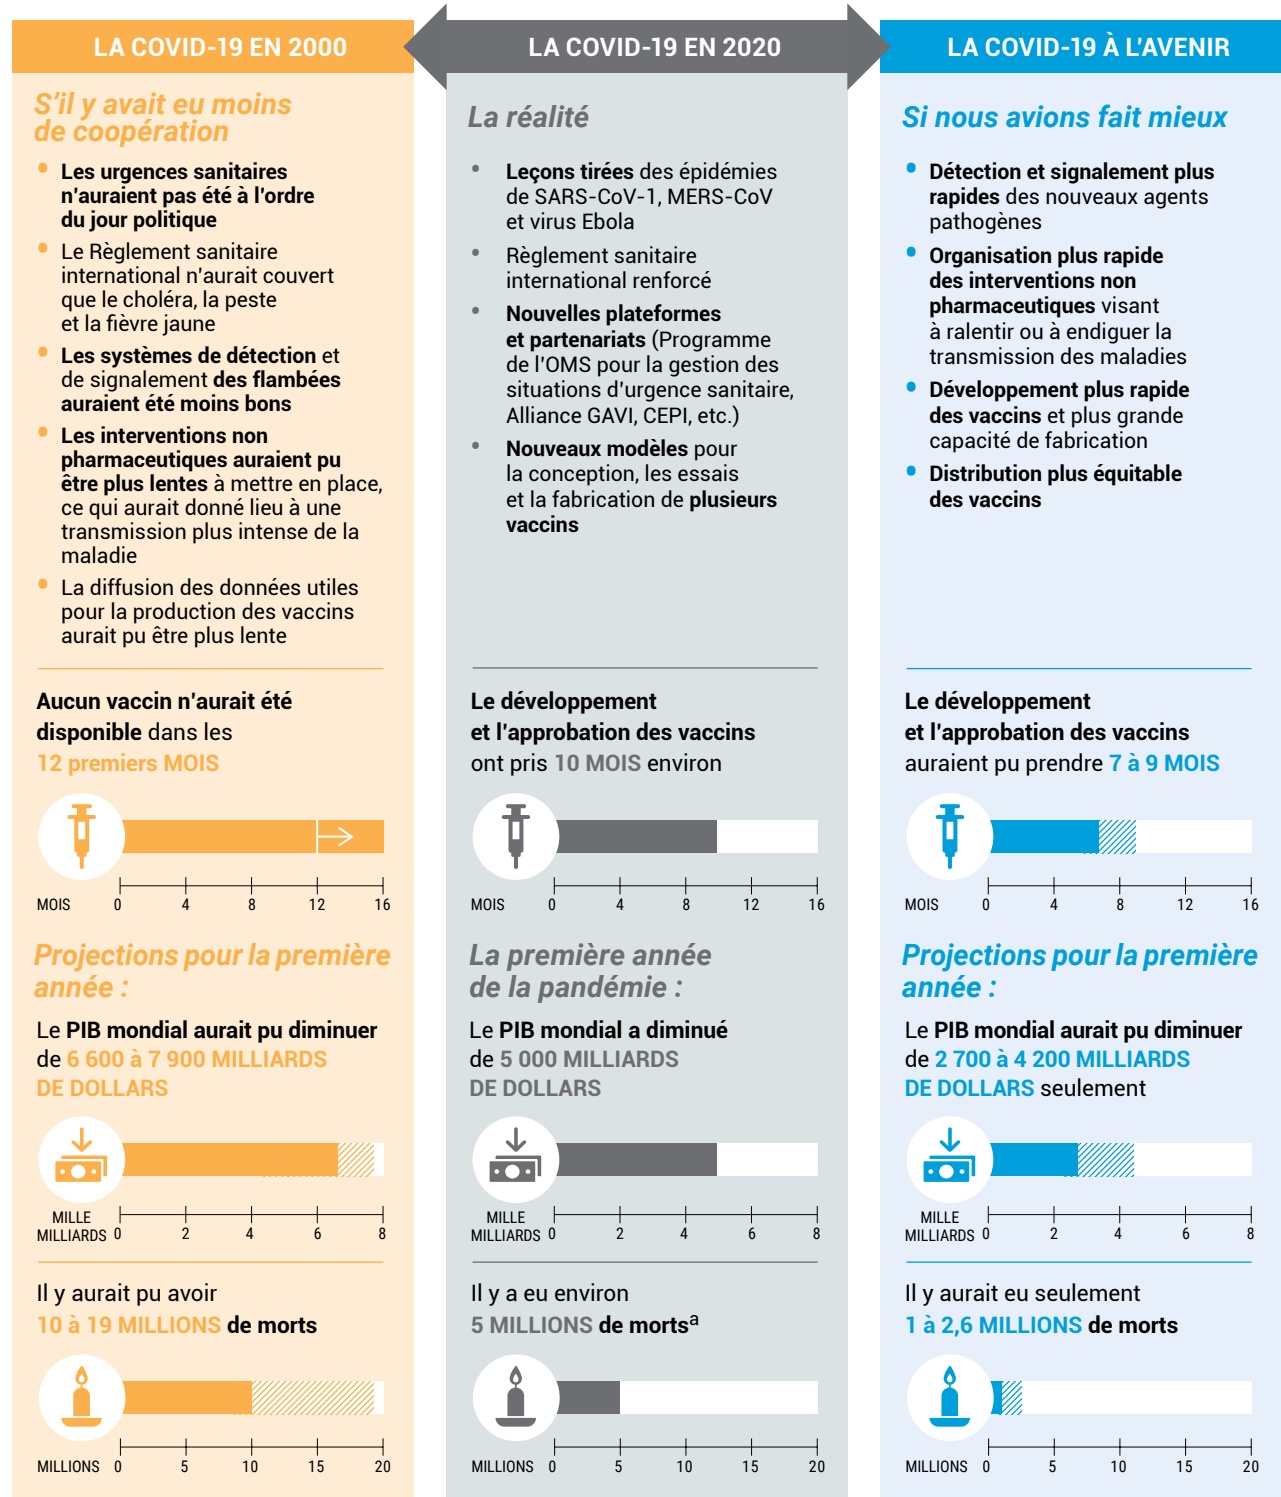 LA COVID-19 EN 2000
S'il y avait eu moins
de coopération
• Les urgences sanitaires
n'auraient pas été à l'ordre
du jour politique
• Le Règlement sanitaire
international n'aurait couvert
que le choléra, la peste
et la fièvre jaune
• Les systèmes de détection et
de signalement des flambées
auraient été moins bons
• Les interventions non
pharmaceutiques auraient pu
être plus lentes à mettre en place,
ce qui aurait donné lieu à une
transmission plus intense de la
maladie
• La diffusion des données utiles
pour la production des vaccins
aurait pu être plus lente
Aucun vaccin n'aurait été
disponible dans les
12 premiers MOIS
MOIS 0 4 8 12 16
Projections pour la première
année :
Le PIB mondial aurait pu diminuer
de 6 600 à 7 900 MILLIARDS
DE DOLLARS
MILLE
MILLIARDS 0 2 4 6 8
Il y aurait pu avoir
10 à 19 MILLIONS de morts
MILLIONS 0 5 10 15 20
LA COVID-19 EN 2020
La réalité
• Leçons tirées des épidémies
de SARS-CoV-1, MERS-CoV
et virus Ebola
• Règlement sanitaire
international renforcé
• Nouvelles plateformes
et partenariats (Programme
de l'OMS pour la gestion des
situations d'urgence sanitaire,
Alliance GAVI, CEPI, etc.)
• Nouveaux modèles pour
la conception, les essais
et la fabrication de plusieurs
vaccins
Le développement
et l'approbation des vaccins
ont pris 10 MOIS environ
MOIS 0 4 8 12 16
La première année
de la pandémie :
Le PIB mondial a diminué
de 5 000 MILLIARDS
DE DOLLARS
MILLE
MILLIARDS 0 2 4 6 8
Il y a eu environ
5 MILLIONS de mortsᵃ
MILLIONS 0 5 10 15 20
LA COVID-19 À L'AVENIR
Si nous avions fait mieux
• Détection et signalement plus
rapides des nouveaux agents
pathogènes
• Organisation plus rapide
des interventions non
pharmaceutiques visant
à ralentir ou à endiguer la
transmission des maladies
• Développement plus rapide
des vaccins et plus grande
capacité de fabrication
• Distribution plus équitable
des vaccins
Le développement
et l'approbation des vaccins
auraient pu prendre 7 à 9 MOIS
MOIS 0 4 8 12 16
Projections pour la première
année :
Le PIB mondial aurait pu diminuer
de 2 700 à 4 200 MILLIARDS
DE DOLLARS seulement
MILLE
MILLIARDS 0 2 4 6 8
Il y aurait eu seulement
1 à 2,6 MILLIONS de morts
MILLIONS 0 5 10 15 20